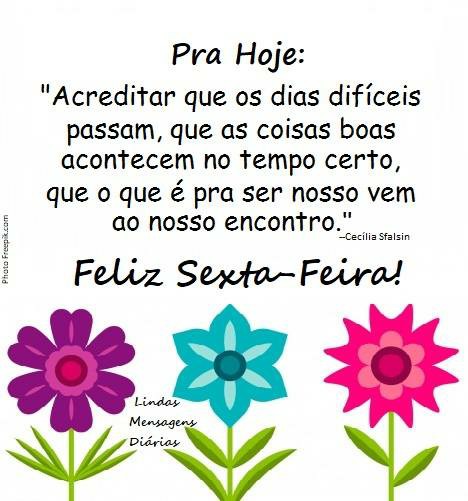 Pra Hoje:
"Acreditar que os dias difíceis
passam, que as coisas boas
acontecem no tempo certo,
que o que é pra ser nosso vem
ao nosso encontro."
--Cecília Sfalsin
Feliz Sexta-Feira!
Photo Freepik.com
Lindas
Mensagens
Diárias